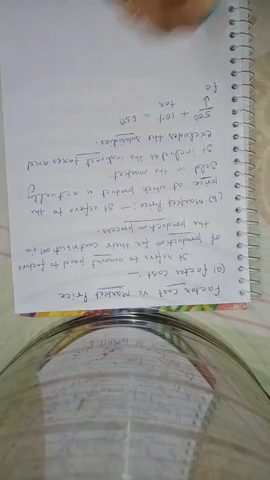 Factor cost vs Market Price
(a) Factor cost :—
It refers to amount paid to factors
of production for there contribution in
the production process.
(b) Market Price :— It refers to the
price at which product is actually
Sold in the market.
It includes the indirect taxes and
excludes the subsidies.
500 + 10% = 550
↓ tax
fc